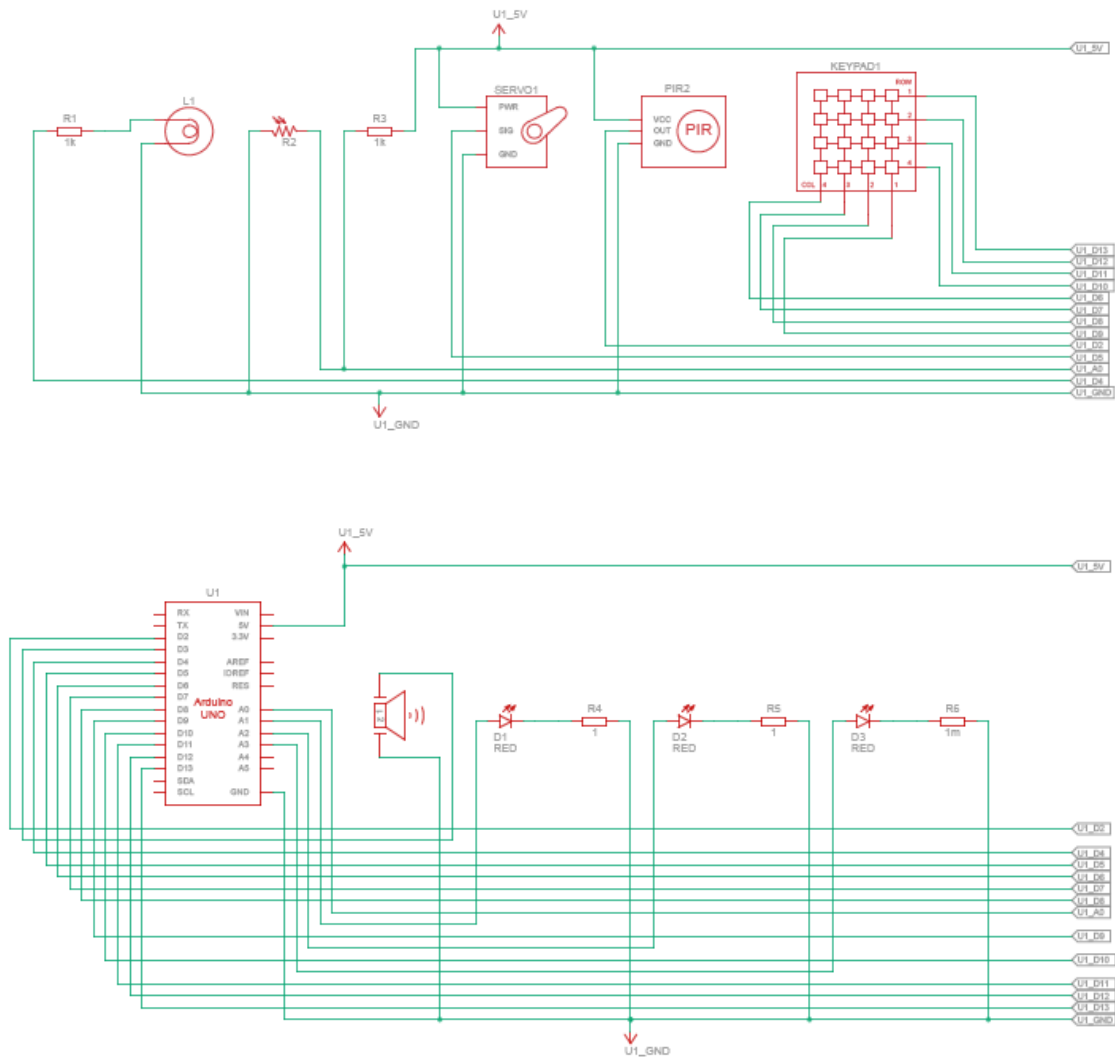 U1_5V
U1_5V
KEYPAD1
ROW
L1
SERVO1
PIR2
1
R1
R3
PWR
VCC
2
SIG
OUT
PIR
1k
R2
1k
GND
GND
3
4
COL 4 3 2 1
U1_D13
U1_D12
U1_D11
U1_D10
U1_D6
U1_D7
U1_D8
U1_D9
U1_D2
U1_D5
U1_A0
U1_D4
U1_GND
U1_GND
U1_5V
U1_5V
U1
RX VIN
TX 5V
D2 3.3V
D3
D4 AREF
D5 IOREF
D6 RES
D7
Arduino
UNO
D8 A0
D9 A1
D10 A2
D11 A3
D12 A4
D13 A5
SDA
SCL GND
1 2
D1
RED
R4
1
D2
RED
R5
1
D3
RED
R6
1m
U1_D2
U1_D4
U1_D5
U1_D6
U1_D7
U1_D8
U1_A0
U1_D9
U1_D10
U1_D11
U1_D12
U1_D13
U1_GND
U1_GND